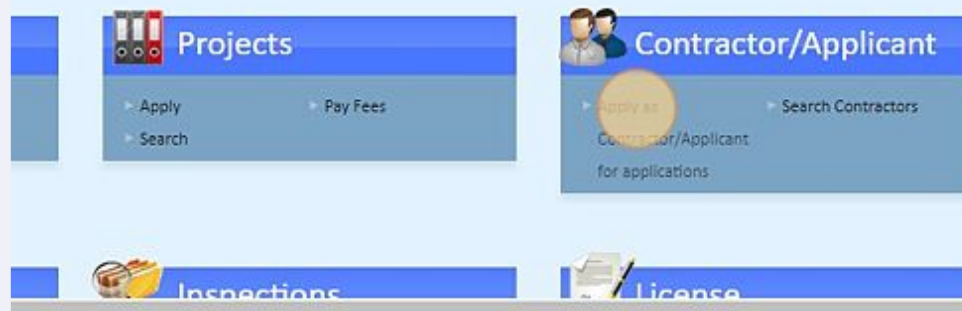 Projects
Apply
Pay Fees
Search
Contractor/Applicant
Apply as
Contractor/Applicant
for applications
Search Contractors
Inspections
License